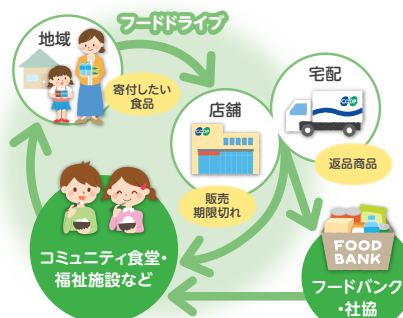 フードドライブ
地域
寄付したい
食品
店舗
販売
期限切れ
宅配
CO・OP
返品商品
コミュニティ食堂・
福祉施設など
FOOD
BANK
フードバンク
・社協